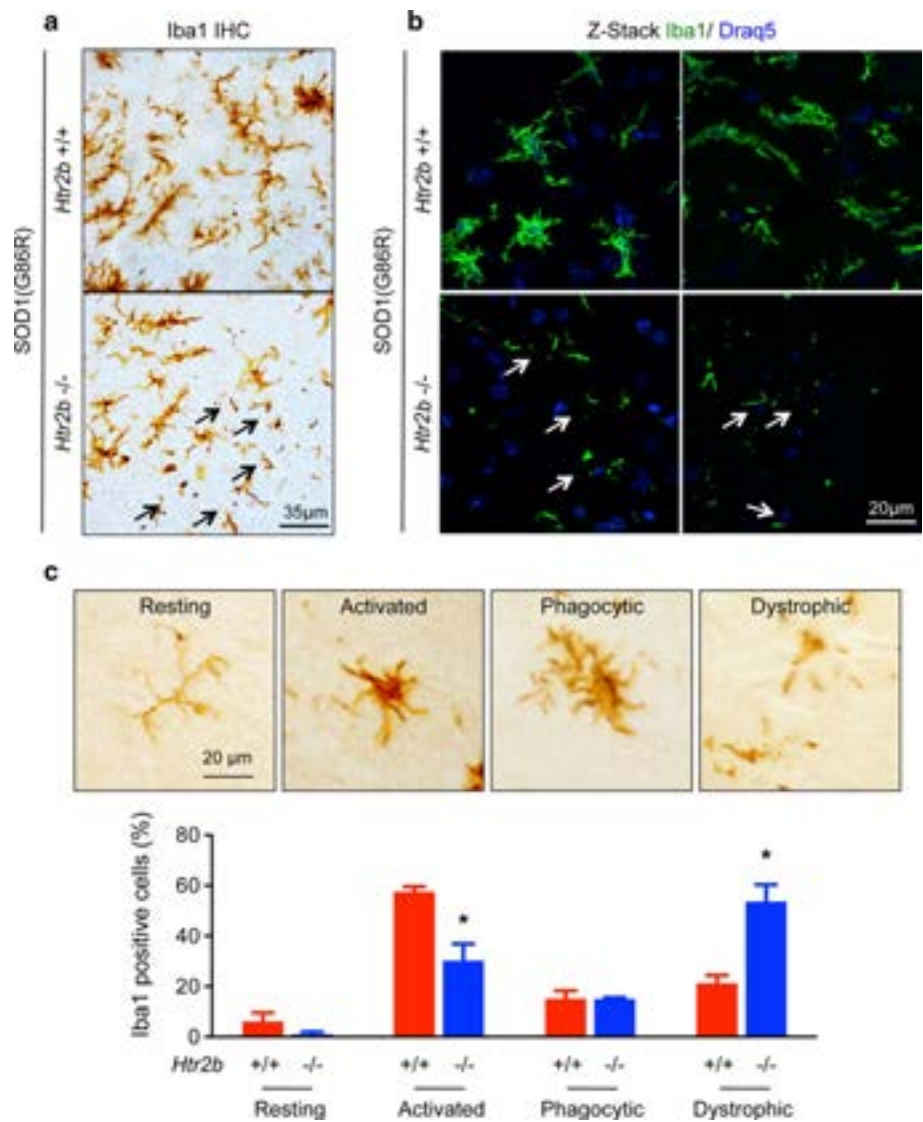 a
Iba1 IHC
SOD1(G86R)
Htr2b +/+
Htr2b -/-
35µm
b
Z-Stack Iba1/ Draq5
SOD1(G86R)
Htr2b +/+
Htr2b -/-
20µm
c
Resting
Activated
Phagocytic
Dystrophic
20 µm
Iba1 positive cells (%)
80
60
40
20
0
*
*
Htr2b +/+ -/- +/+ -/- +/+ -/- +/+ -/-
Resting Activated Phagocytic Dystrophic